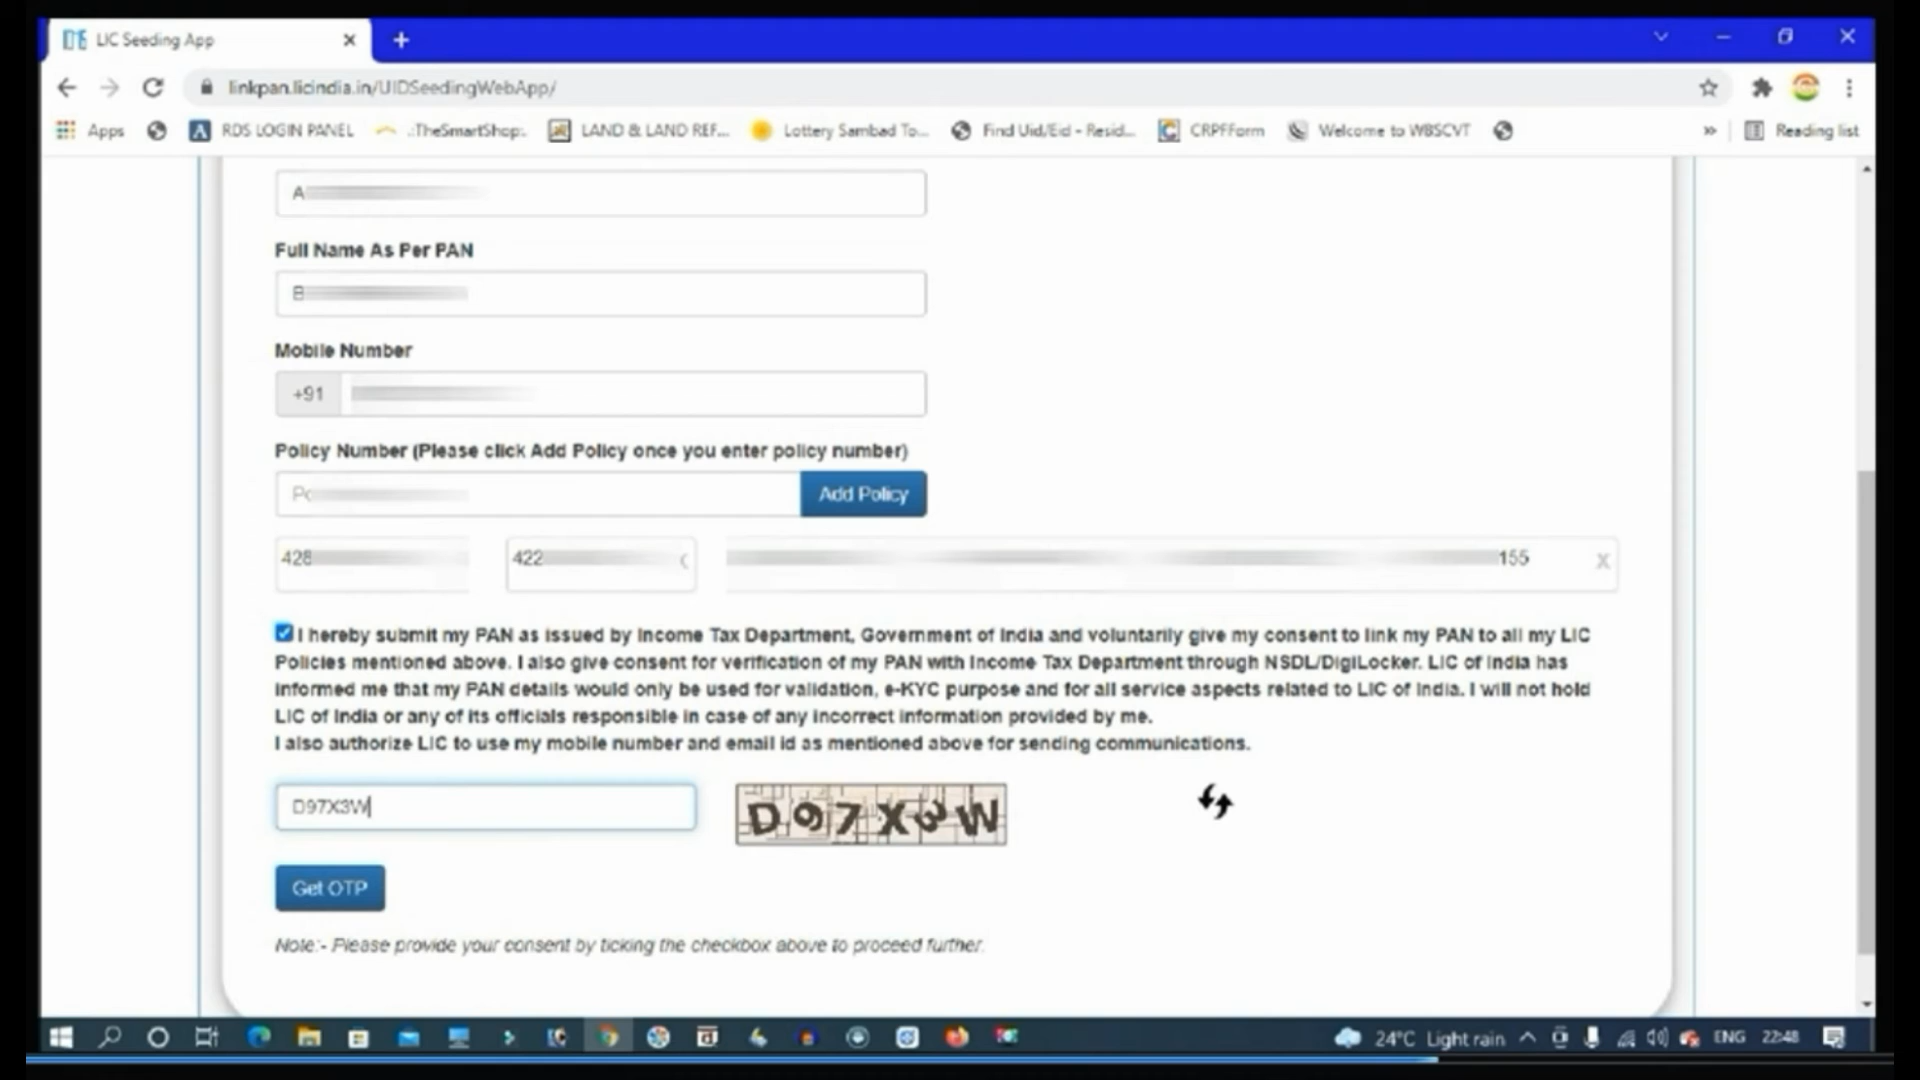 LIC Seeding App
linkpan.licindia.in/UIDSeedingWebApp/
Apps
RDS LOGIN PANEL
.:TheSmartShop:.
LAND & LAND REF...
Lottery Sambad To...
Find Uid/Eid - Resid...
CRPFForm
Welcome to WBSCVT
»
Reading list
A
Full Name As Per PAN
B
Mobile Number
+91
Policy Number (Please click Add Policy once you enter policy number)
Add Policy
428
422
155
X
I hereby submit my PAN as issued by Income Tax Department, Government of India and voluntarily give my consent to link my PAN to all my LIC
Policies mentioned above. I also give consent for verification of my PAN with Income Tax Department through NSDL/DigiLocker. LIC of India has
informed me that my PAN details would only be used for validation, e-KYC purpose and for all service aspects related to LIC of India. I will not hold
LIC of India or any of its officials responsible in case of any incorrect information provided by me.
I also authorize LIC to use my mobile number and email id as mentioned above for sending communications.
D97X3W
D97X3W
Get OTP
Note:- Please provide your consent by ticking the checkbox above to proceed further.
24°C Light rain
ENG
22:48